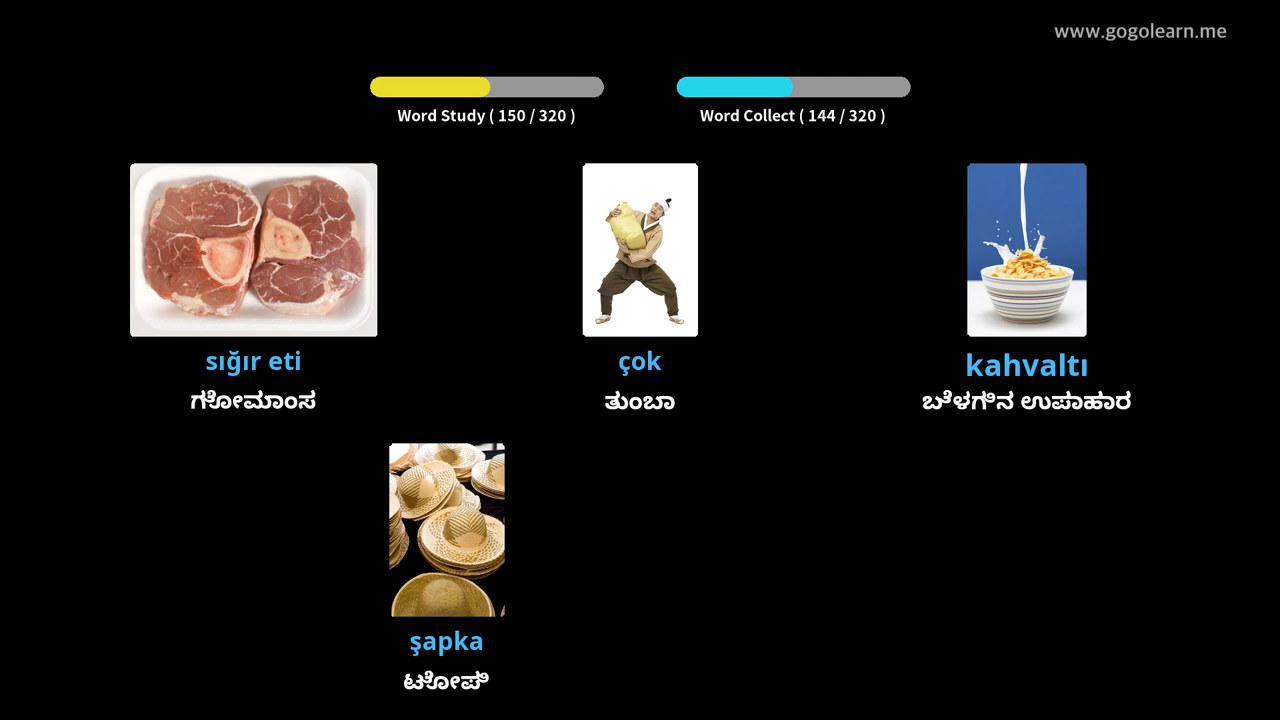 www.gogolearn.me
Word Study ( 150 / 320 )
Word Collect ( 144 / 320 )
sığır eti
çok
kahvaltı
ಗೋಮಾಂಸ
ತುಂಬಾ
ಬೆಳಗಿನ ಉಪಾಹಾರ
şapka
ಟೋಪಿ